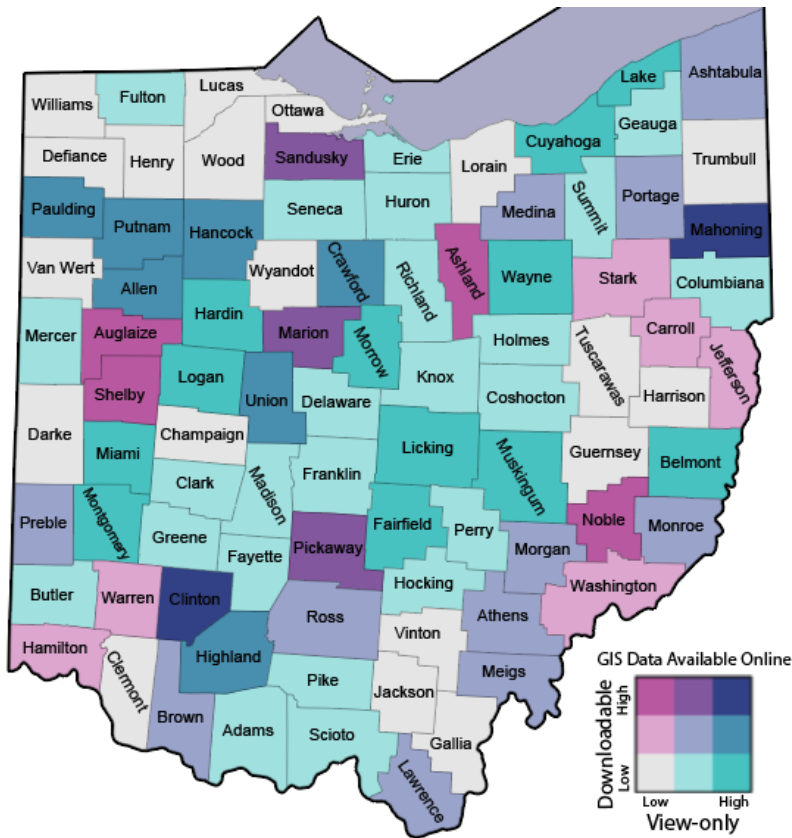 Lake
Ashtabula
Lucas
Williams
Fulton
Ottawa
Geauga
Cuyahoga
Defiance
Henry
Wood
Sandusky
Erie
Lorain
Trumbull
Paulding
Putnam
Hancock
Seneca
Huron
Medina
Summit
Portage
Mahoning
Van Wert
Allen
Wyandot
Crawford
Richland
Ashland
Wayne
Stark
Columbiana
Mercer
Auglaize
Hardin
Marion
Morrow
Holmes
Tuscarawas
Carroll
Jefferson
Shelby
Logan
Union
Delaware
Knox
Coshocton
Harrison
Darke
Champaign
Licking
Muskingum
Guernsey
Belmont
Miami
Clark
Madison
Franklin
Preble
Montgomery
Greene
Fayette
Pickaway
Fairfield
Perry
Morgan
Noble
Monroe
Butler
Warren
Clinton
Ross
Hocking
Athens
Washington
Hamilton
Clermont
Highland
Pike
Vinton
Meigs
Brown
Adams
Scioto
Jackson
Gallia
Lawrence
GIS Data Available Online
Downloadable
High
Low
Low
High
View-only